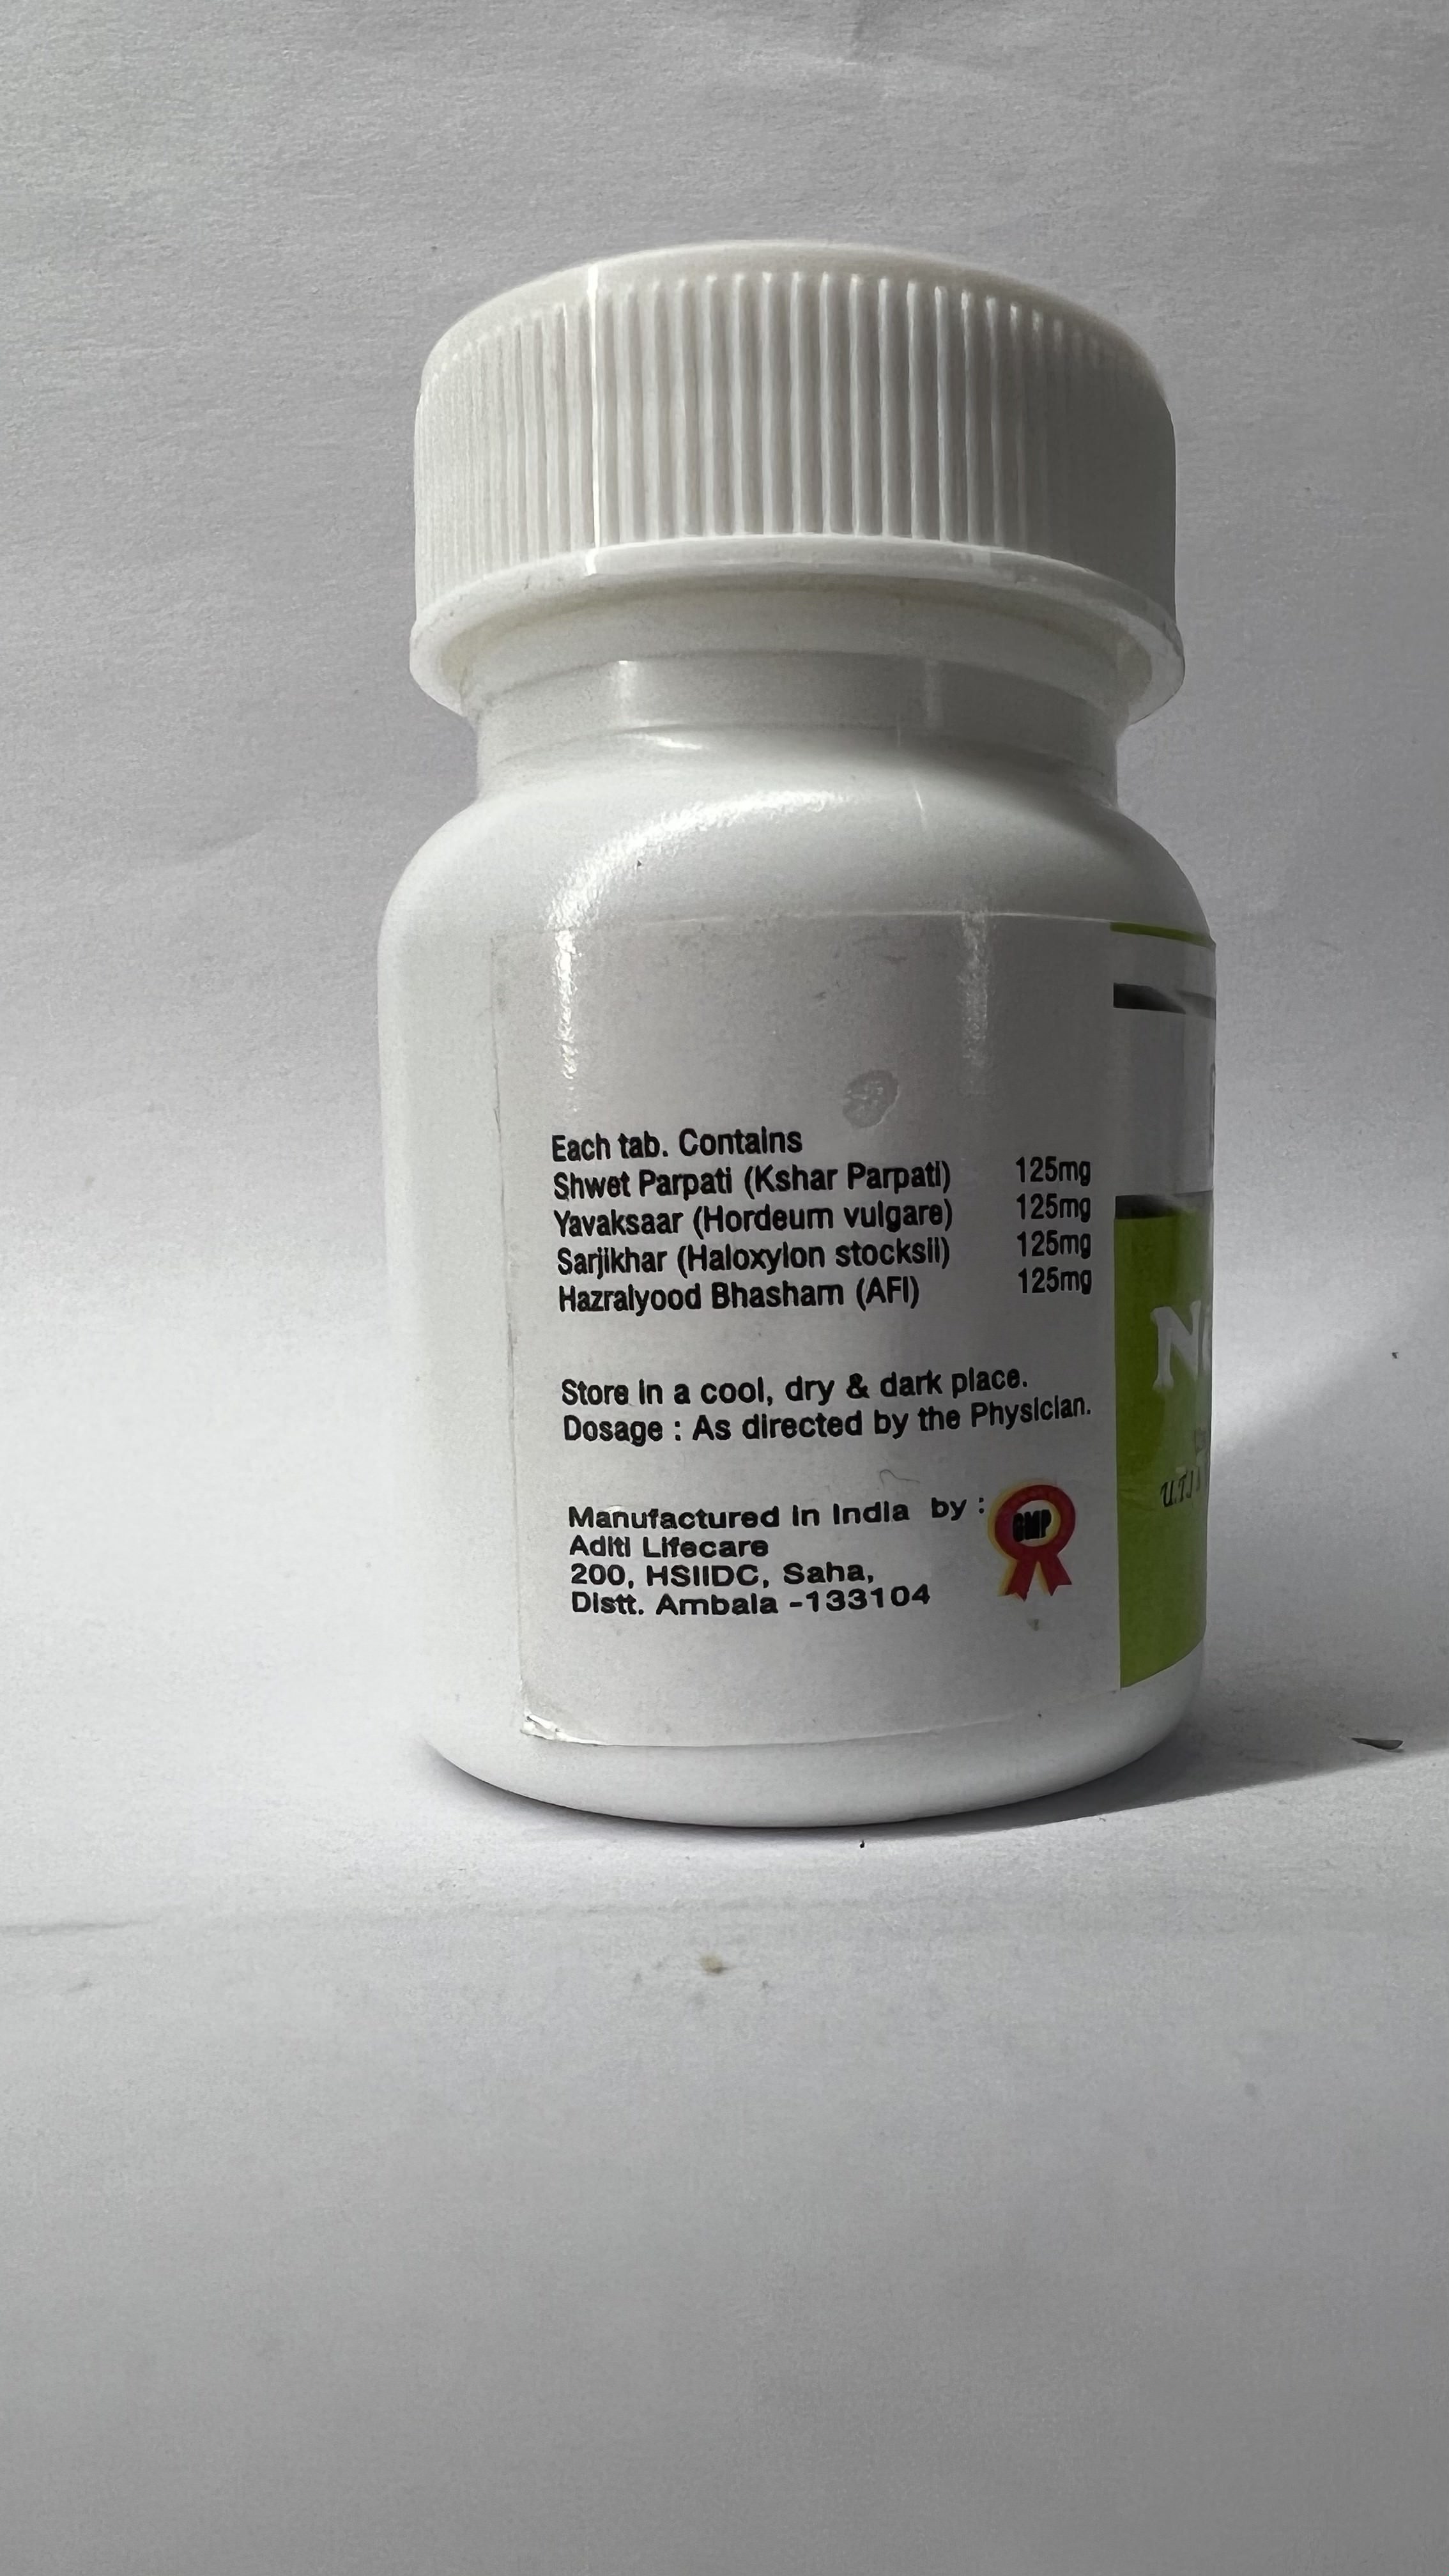 Each tab. Contains
Shwet Parpati (Kshar Parpati) 125mg
Yavaksaar (Hordeum vulgare) 125mg
Sarjikhar (Haloxylon stocksii) 125mg
Hazralyood Bhasham (AFI) 125mg
Store in a cool, dry & dark place.
Dosage : As directed by the Physician.
Manufactured in India by :
Aditi Lifecare
200, HSIIDC, Saha,
Distt. Ambala -133104
GMP